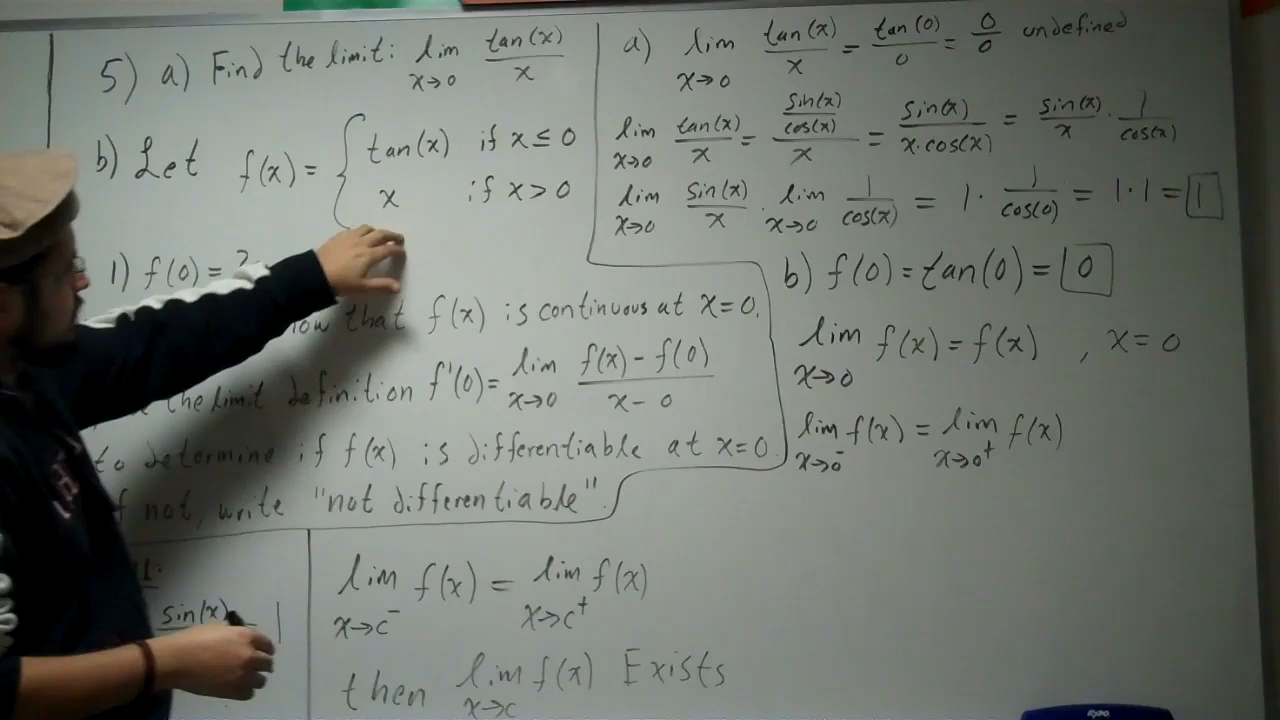 5) a) Find the limit: lim x→0 tan(x)/x
b) Let f(x) = { tan(x) if x ≤ 0
x if x > 0
1) f(0) = ?
that f(x) is continuous at x=0.
the limit definition f'(0) = lim x→0 (f(x) - f(0))/(x - 0)
to determine if f(x) is differentiable at x=0.
not, write "not differentiable".
sin(x)
lim x→c⁻ f(x) = lim x→c⁺ f(x)
then lim x→c f(x) Exists
a) lim x→0 tan(x)/x = tan(0)/0 = 0/0 undefined
lim x→0 tan(x)/x = (sin(x)/cos(x))/x = sin(x)/(x·cos(x)) = sin(x)/x · 1/cos(x)
lim x→0 sin(x)/x · lim x→0 1/cos(x) = 1 · 1/cos(0) = 1·1 = 1
b) f(0) = tan(0) = 0
lim x→0 f(x) = f(x) , x = 0
lim x→0⁻ f(x) = lim x→0⁺ f(x)
EXPO